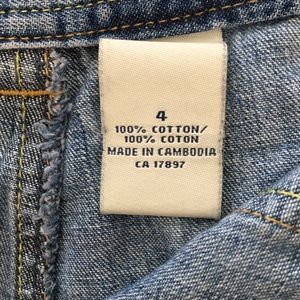 4
100% COTTON/
100% COTON
MADE IN CAMBODIA
CA 17897